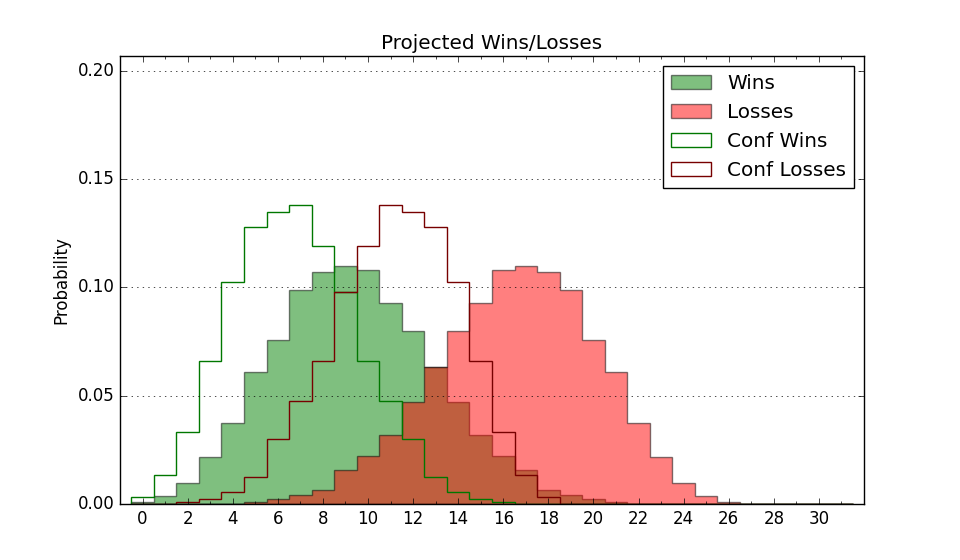 Projected Wins/Losses
Wins
Losses
Conf Wins
Conf Losses
Probability
0.20
0.15
0.10
0.05
0.00
0 2 4 6 8 10 12 14 16 18 20 22 24 26 28 30